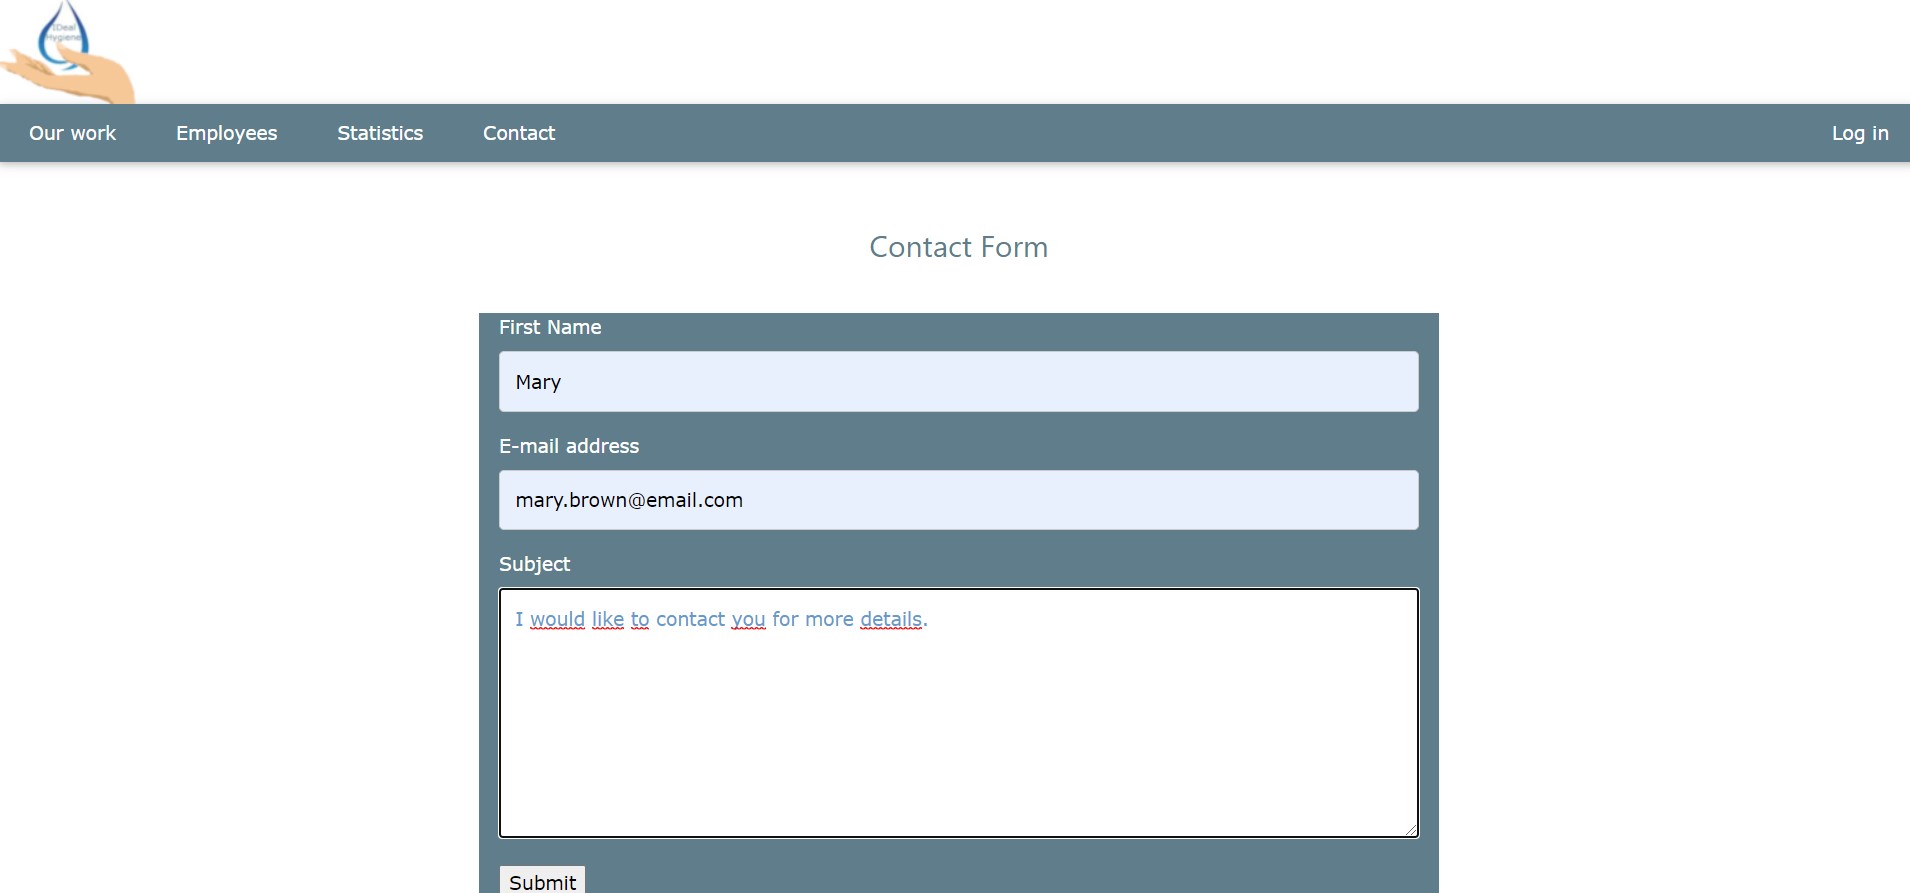 IDeal
Hygiene
Our work Employees Statistics Contact Log in
Contact Form
First Name
Mary
E-mail address
mary.brown@email.com
Subject
I would like to contact you for more details.
Submit